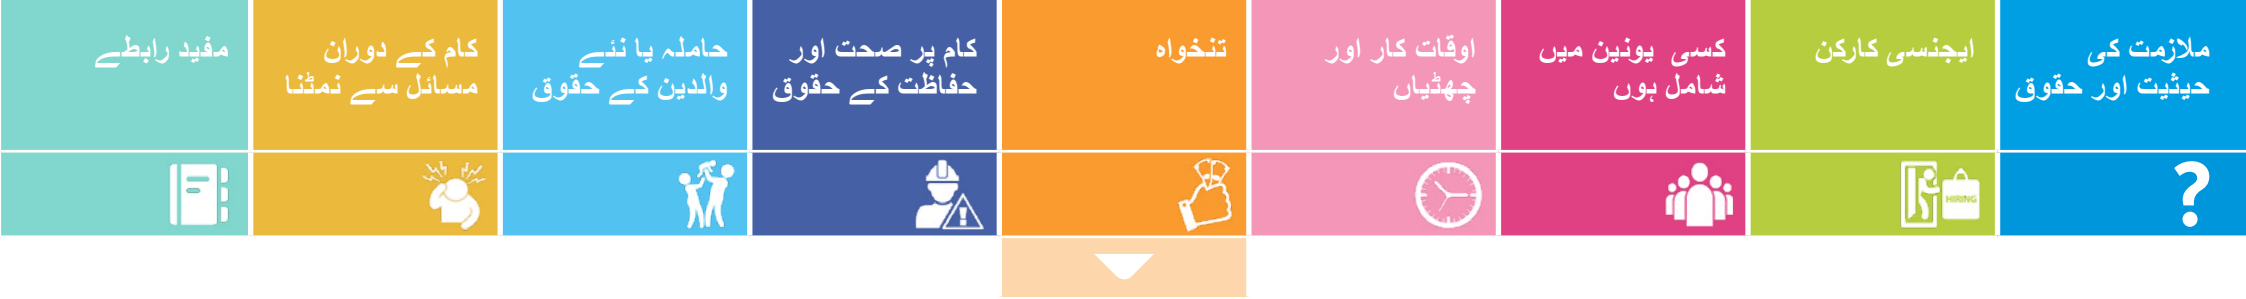 ملازمت کی
حیثیت اور حقوق
ایجنسی کارکن
کسی یونین میں
شامل ہوں
اوقات کار اور
چھٹیاں
تنخواہ
کام پر صحت اور
حفاظت کے حقوق
حاملہ یا نئے
والدین کے حقوق
کام کے دوران
مسائل سے نمٹنا
مفید رابطے
?
HIRING